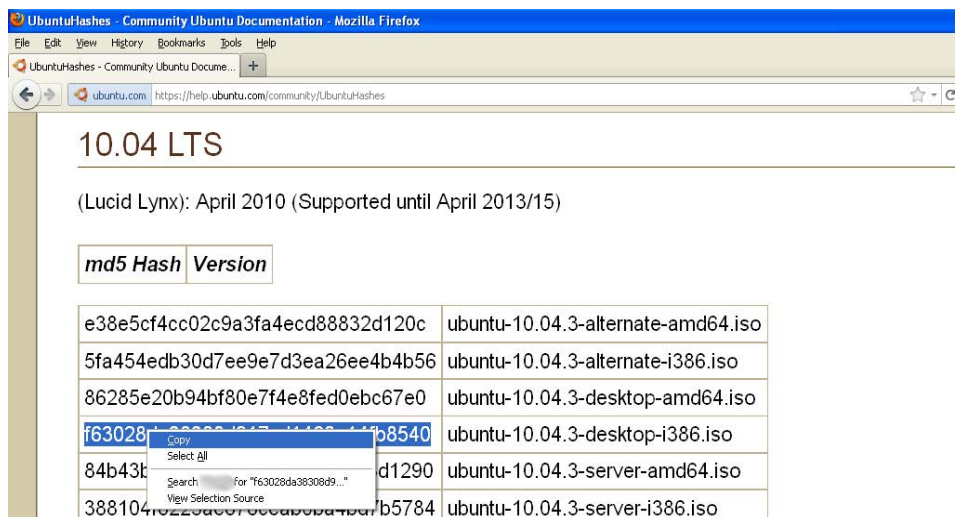 UbuntuHashes - Community Ubuntu Documentation - Mozilla Firefox
File Edit View History Bookmarks Tools Help
UbuntuHashes - Community Ubuntu Docume... +
ubuntu.com https://help.ubuntu.com/community/UbuntuHashes
10.04 LTS
(Lucid Lynx): April 2010 (Supported until April 2013/15)
md5 Hash Version
e38e5cf4cc02c9a3fa4ecd88832d120c ubuntu-10.04.3-alternate-amd64.iso
5fa454edb30d7ee9e7d3ea26ee4b4b56 ubuntu-10.04.3-alternate-i386.iso
86285e20b94bf80e7f4e8fed0ebc67e0 ubuntu-10.04.3-desktop-amd64.iso
f63028 b8540 ubuntu-10.04.3-desktop-i386.iso
Copy
Select All
84b43b d1290 ubuntu-10.04.3-server-amd64.iso
Search for "f63028da38308d9..."
View Selection Source
388104 b5784 ubuntu-10.04.3-server-i386.iso